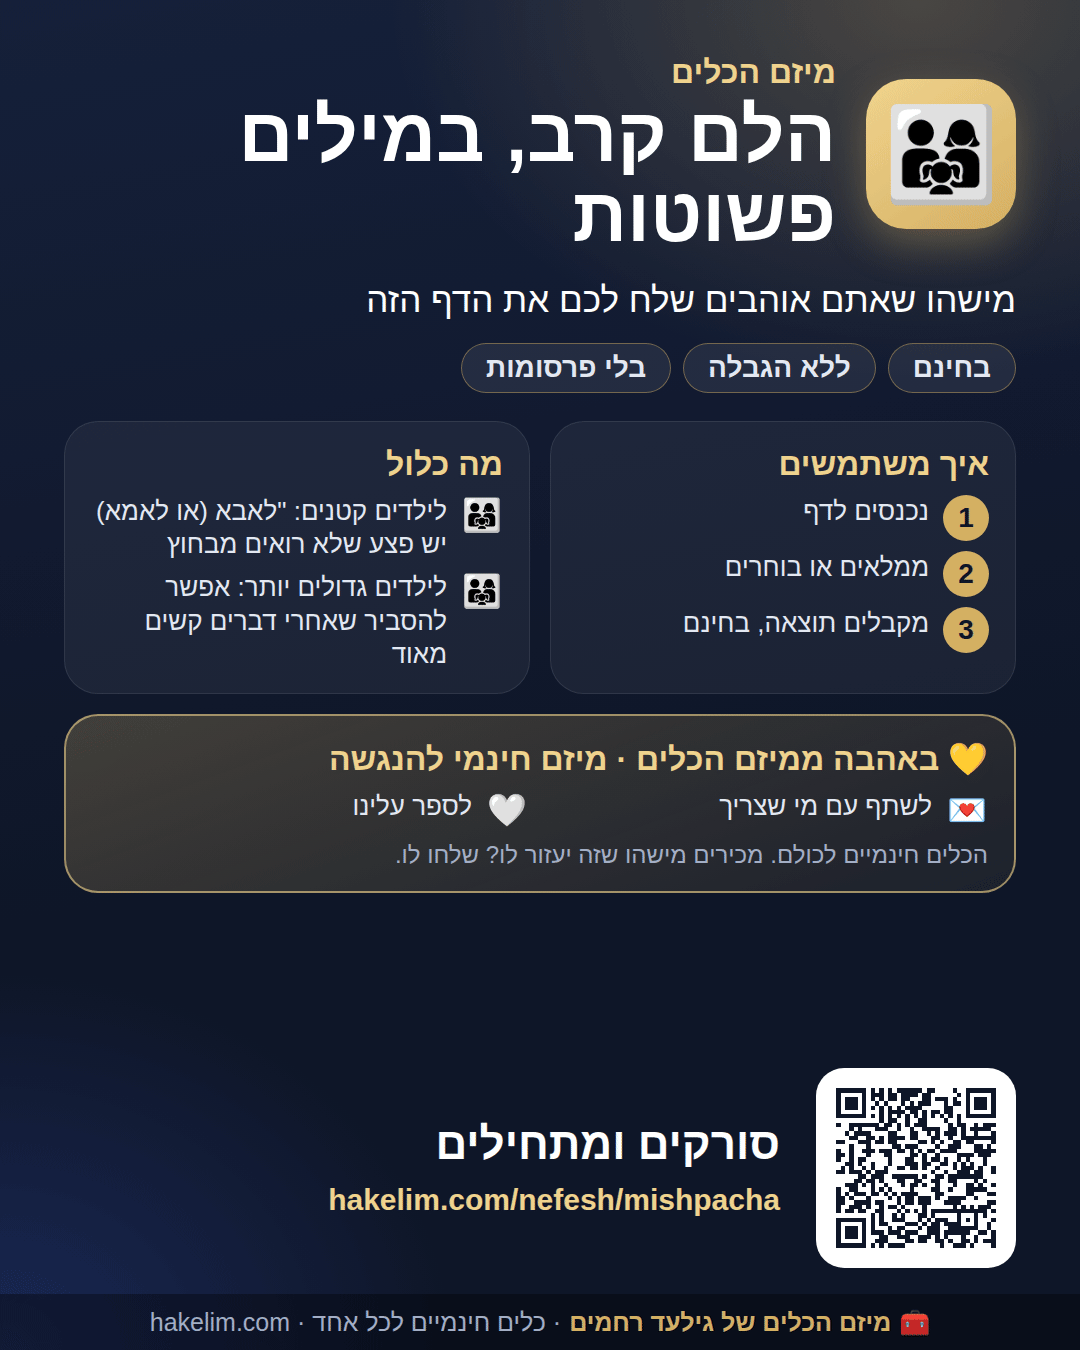 מיזם הכלים
הלם קרב, במילים
פשוטות
מישהו שאתם אוהבים שלח לכם את הדף הזה
בחינם
ללא הגבלה
בלי פרסומות
איך משתמשים
1 נכנסים לדף
2 ממלאים או בוחרים
3 מקבלים תוצאה, בחינם
מה כלול
לילדים קטנים: "לאבא (או לאמא)
יש פצע שלא רואים מבחוץ
לילדים גדולים יותר: אפשר
להסביר שאחרי דברים קשים
מאוד
באהבה ממיזם הכלים · מיזם חינמי להנגשה
לשתף עם מי שצריך
לספר עלינו
הכלים חינמיים לכולם. מכירים מישהו שזה יעזור לו? שלחו לו.
סורקים ומתחילים
hakelim.com/nefesh/mishpacha
מיזם הכלים של גילעד רחמים · כלים חינמיים לכל אחד · hakelim.com